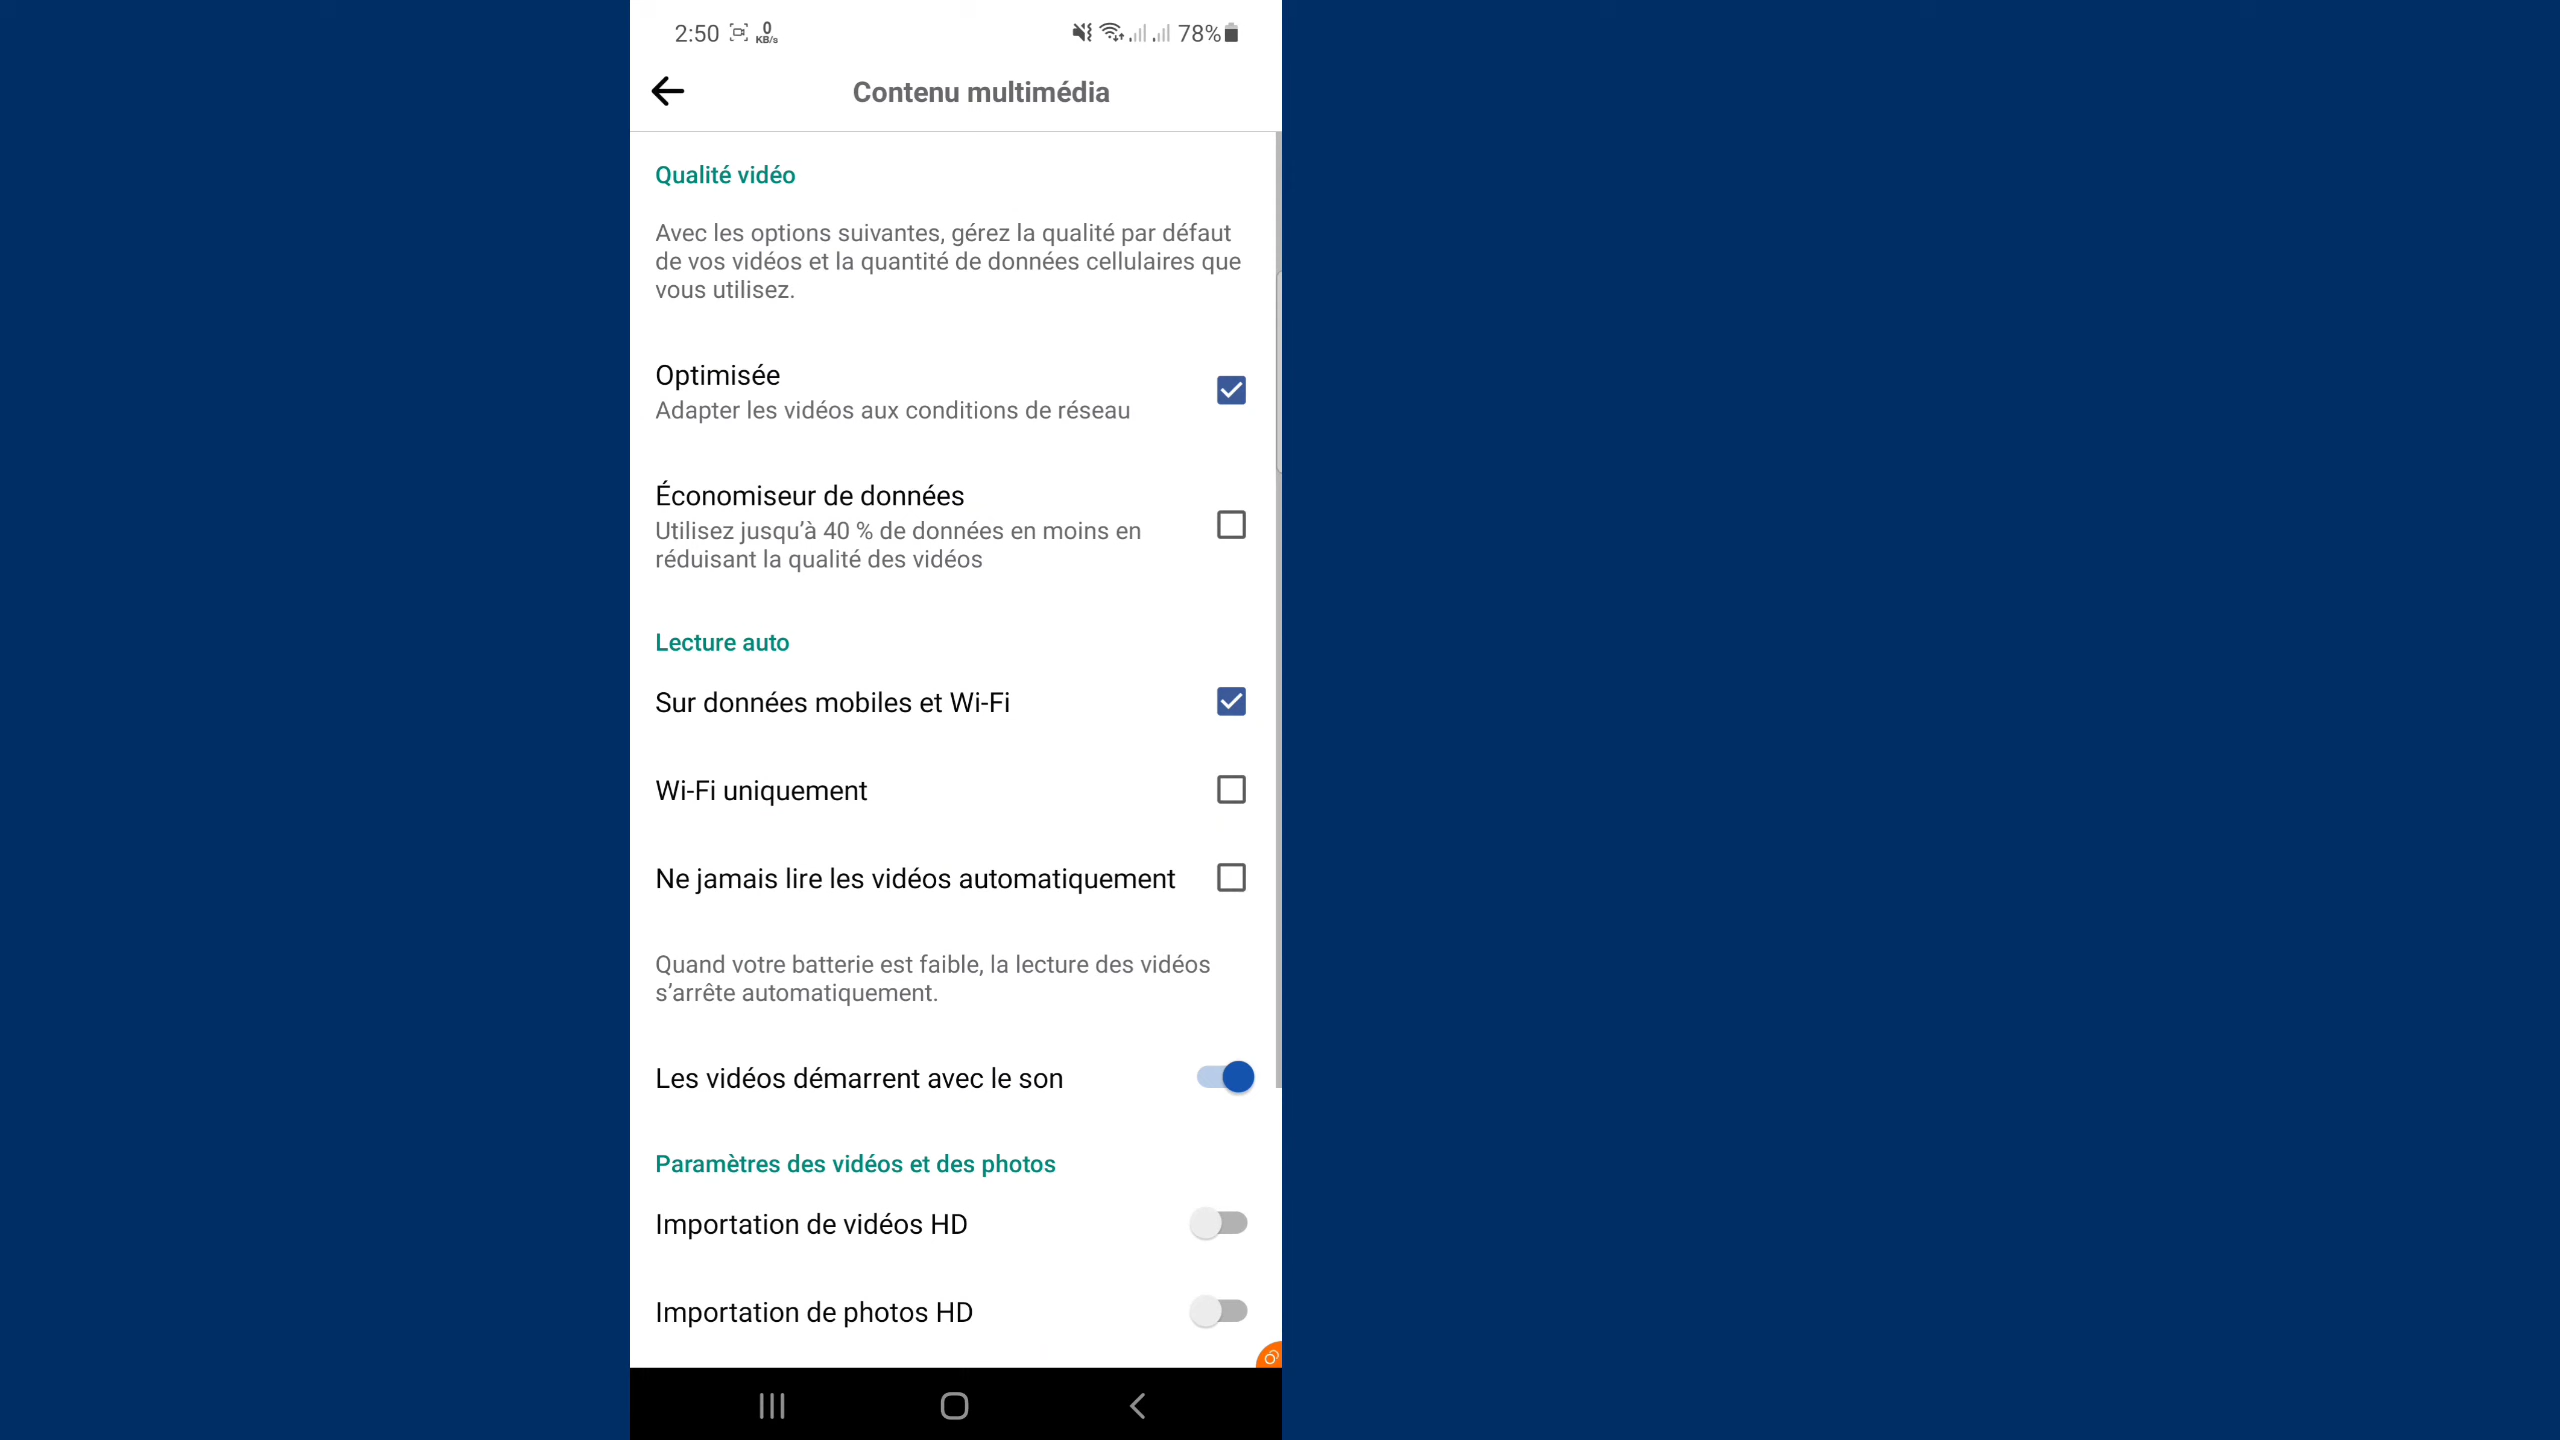 2:50 0 KB/s 78%
Contenu multimédia
Qualité vidéo
Avec les options suivantes, gérez la qualité par défaut
de vos vidéos et la quantité de données cellulaires que
vous utilisez.
Optimisée
Adapter les vidéos aux conditions de réseau
Économiseur de données
Utilisez jusqu’à 40 % de données en moins en
réduisant la qualité des vidéos
Lecture auto
Sur données mobiles et Wi-Fi
Wi-Fi uniquement
Ne jamais lire les vidéos automatiquement
Quand votre batterie est faible, la lecture des vidéos
s’arrête automatiquement.
Les vidéos démarrent avec le son
Paramètres des vidéos et des photos
Importation de vidéos HD
Importation de photos HD